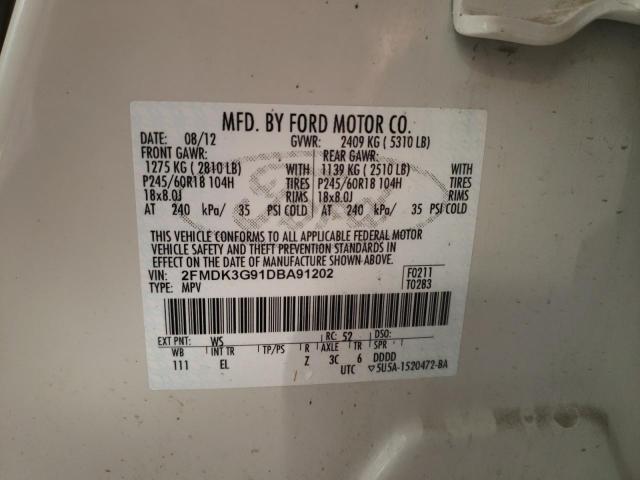 MFD. BY FORD MOTOR CO.
DATE: 08/12 GVWR: 2409 KG ( 5310 LB)
FRONT GAWR: REAR GAWR:
1275 KG ( 2810 LB) WITH 1139 KG ( 2510 LB) WITH
P245/60R18 104H TIRES P245/60R18 104H TIRES
18x8.0J RIMS 18x8.0J RIMS
AT 240 kPa/ 35 PSI COLD AT 240 kPa/ 35 PSI COLD
THIS VEHICLE CONFORMS TO ALL APPLICABLE FEDERAL MOTOR
VEHICLE SAFETY AND THEFT PREVENTION STANDARDS IN
EFFECT ON THE DATE OF MANUFACTURE SHOWN ABOVE.
VIN: 2FMDK3G91DBA91202 F0211
TYPE: MPV T0283
EXT PNT: WS RC: 52 DSO:
WB INT TR TP/PS R AXLE TR SPR
111 EL Z 3C 6 DDDD
UTC ▽5U5A-1520472-BA